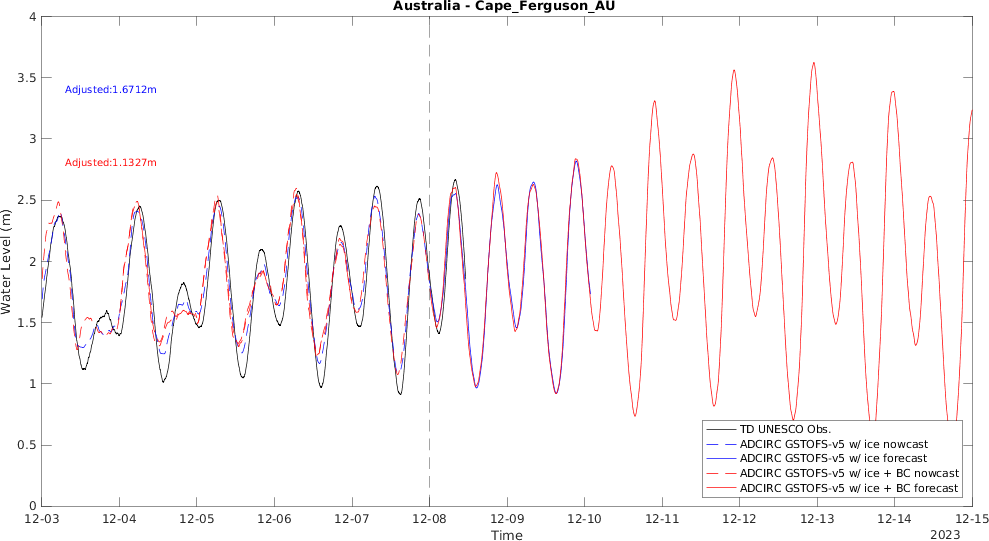 Australia - Cape_Ferguson_AU
4
3.5
3
2.5
2
1.5
1
0.5
0
Water Level (m)
Adjusted:1.6712m
Adjusted:1.1327m
TD UNESCO Obs.
ADCIRC GSTOFS-v5 w/ ice nowcast
ADCIRC GSTOFS-v5 w/ ice forecast
ADCIRC GSTOFS-v5 w/ ice + BC nowcast
ADCIRC GSTOFS-v5 w/ ice + BC forecast
12-03 12-04 12-05 12-06 12-07 12-08 12-09 12-10 12-11 12-12 12-13 12-14 12-15
Time
2023